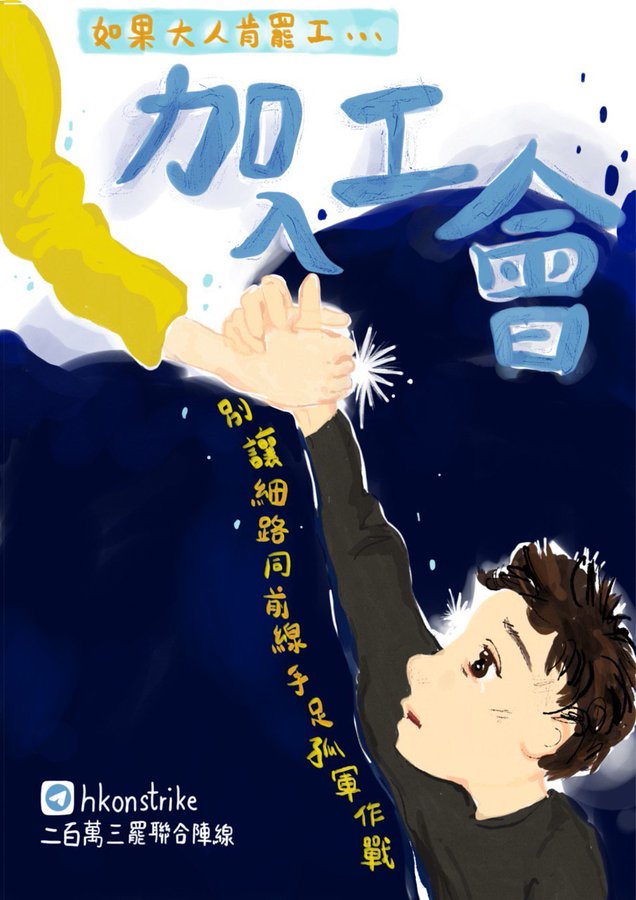 如果大人肯罷工...
加入工會
別讓細路同前線手足孤軍作戰
hkonstrike
二百萬三罷聯合陣線